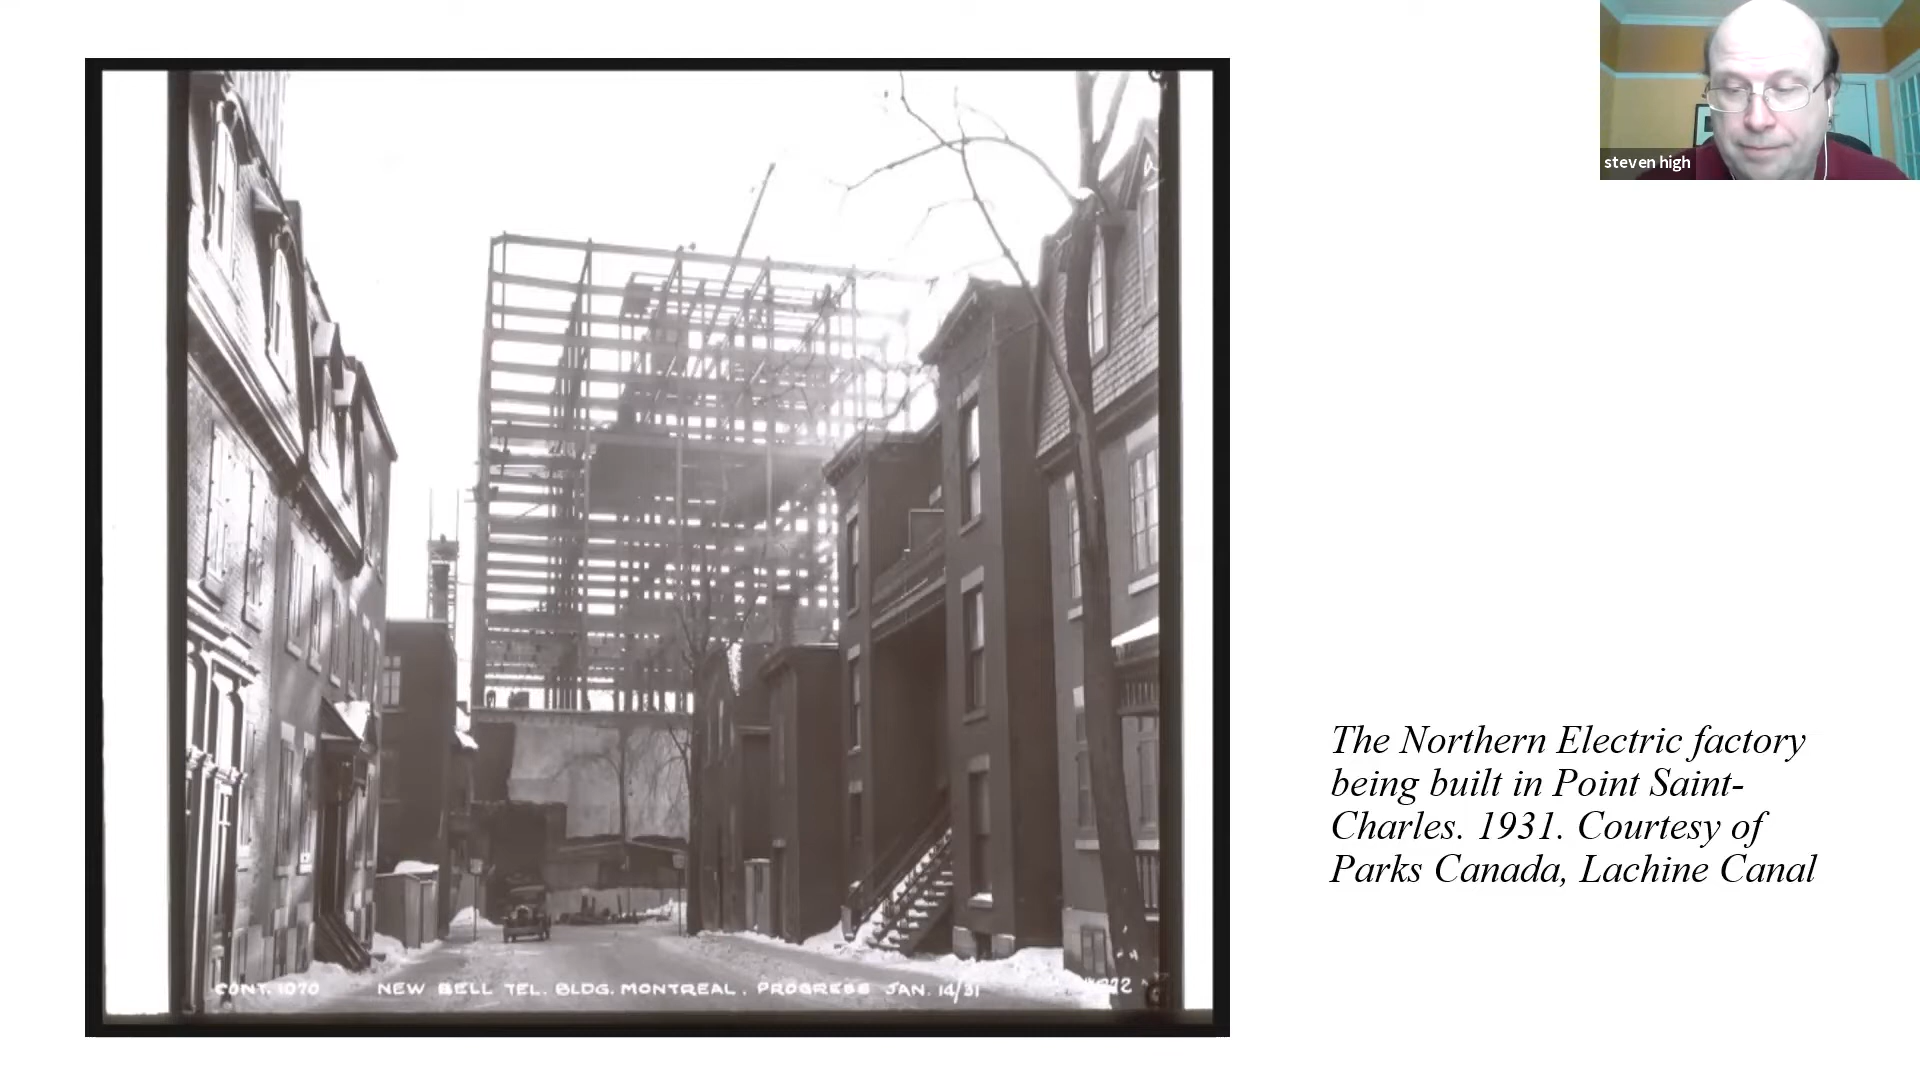 steven high
The Northern Electric factory
being built in Point Saint-
Charles. 1931. Courtesy of
Parks Canada, Lachine Canal
CONT. 1070 NEW BELL TEL. BLDG. MONTREAL. PROGRESS JAN. 14/31